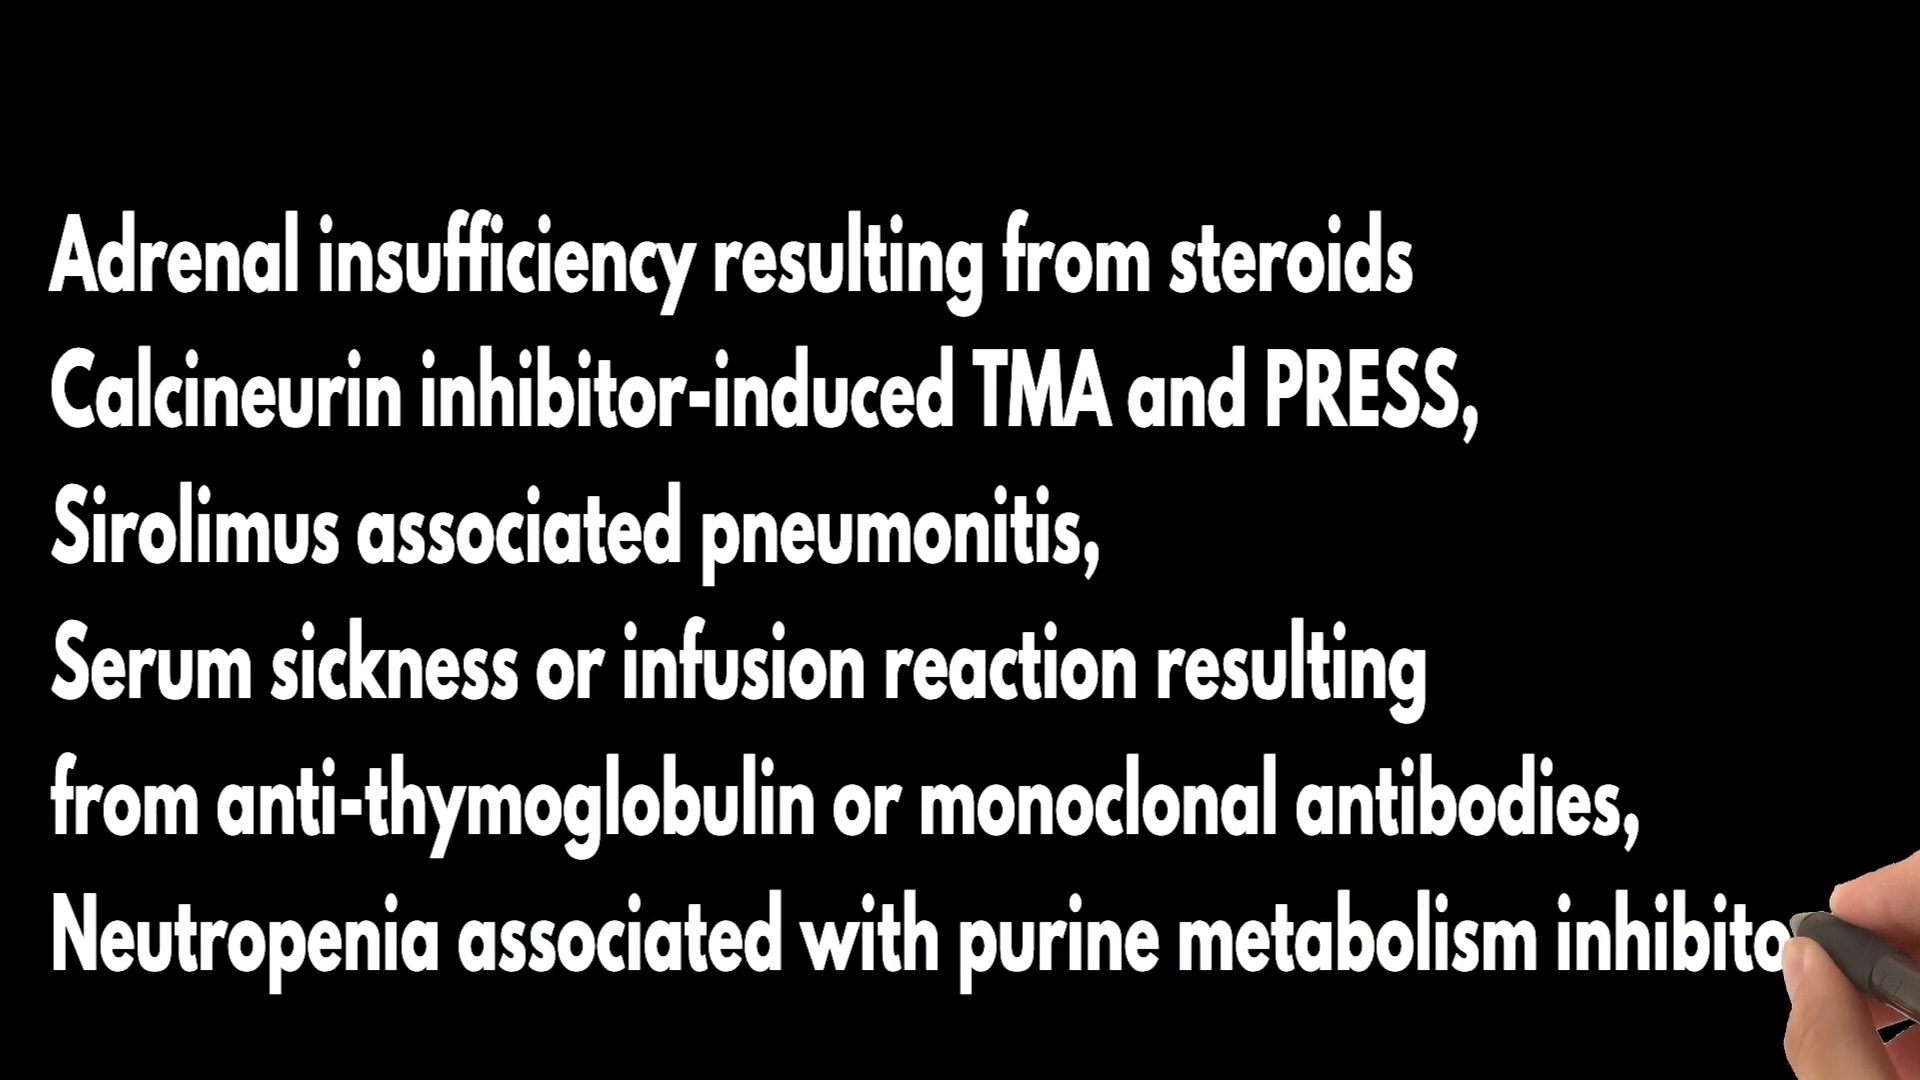 Adrenal insufficiency resulting from steroids
Calcineurin inhibitor-induced TMA and PRESS,
Sirolimus associated pneumonitis,
Serum sickness or infusion reaction resulting
from anti-thymoglobulin or monoclonal antibodies,
Neutropenia associated with purine metabolism inhibito